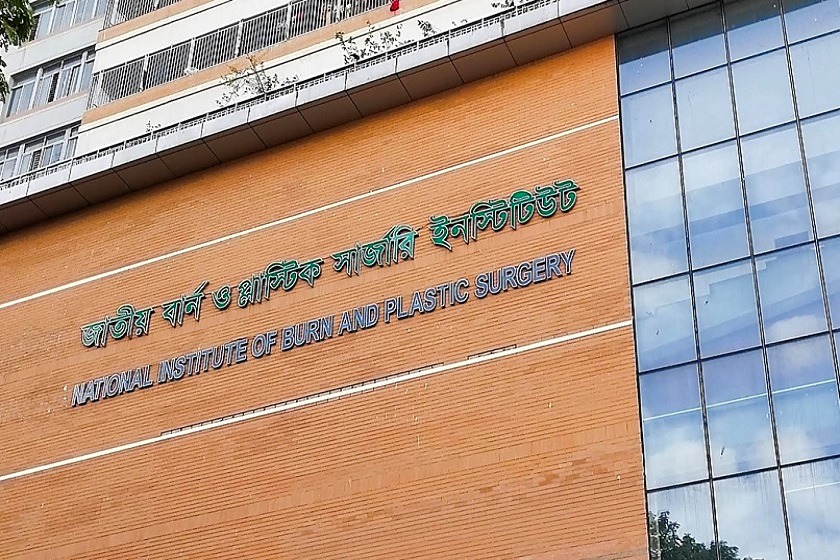 জাতীয় বার্ন ও প্লাস্টিক সার্জারি ইনস্টিটিউট
NATIONAL INSTITUTE OF BURN AND PLASTIC SURGERY